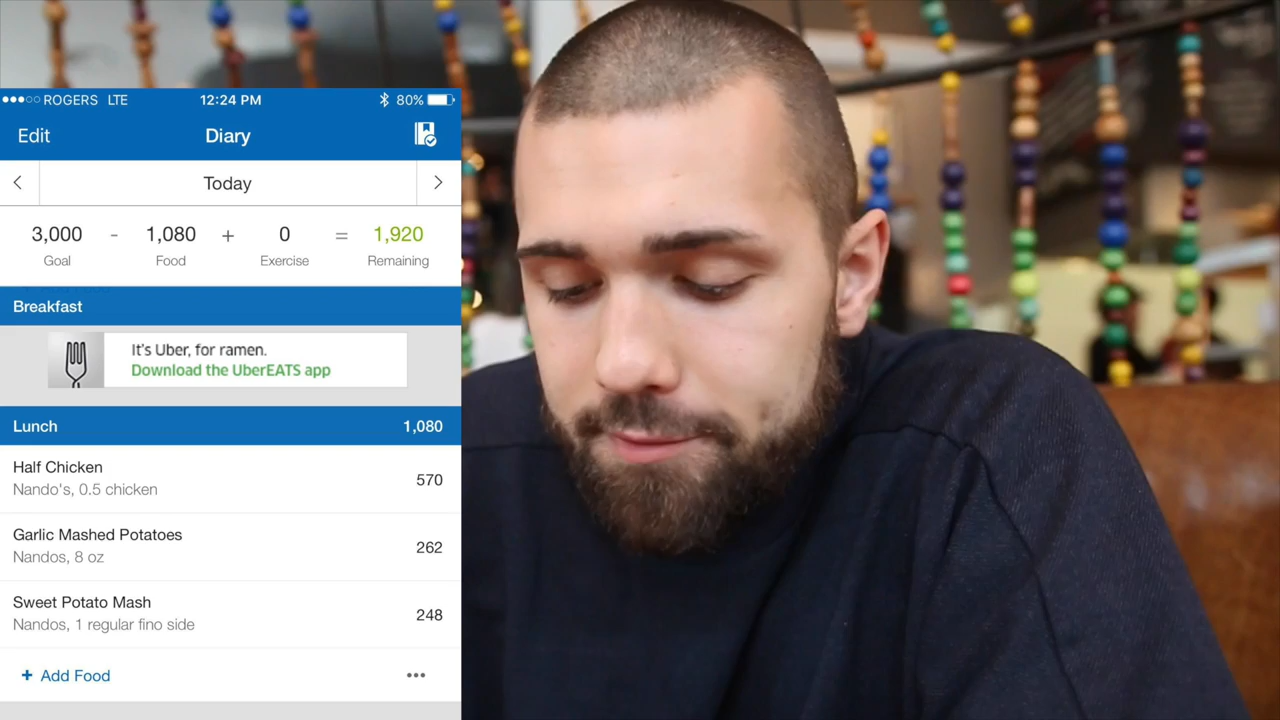 ROGERS LTE 12:24 PM 80%
Edit Diary
Today
3,000 - 1,080 + 0 = 1,920
Goal Food Exercise Remaining
Breakfast
It's Uber, for ramen.
Download the UberEATS app
Lunch 1,080
Half Chicken
570
Nando's, 0.5 chicken
Garlic Mashed Potatoes
262
Nandos, 8 oz
Sweet Potato Mash
248
Nandos, 1 regular fino side
+ Add Food •••